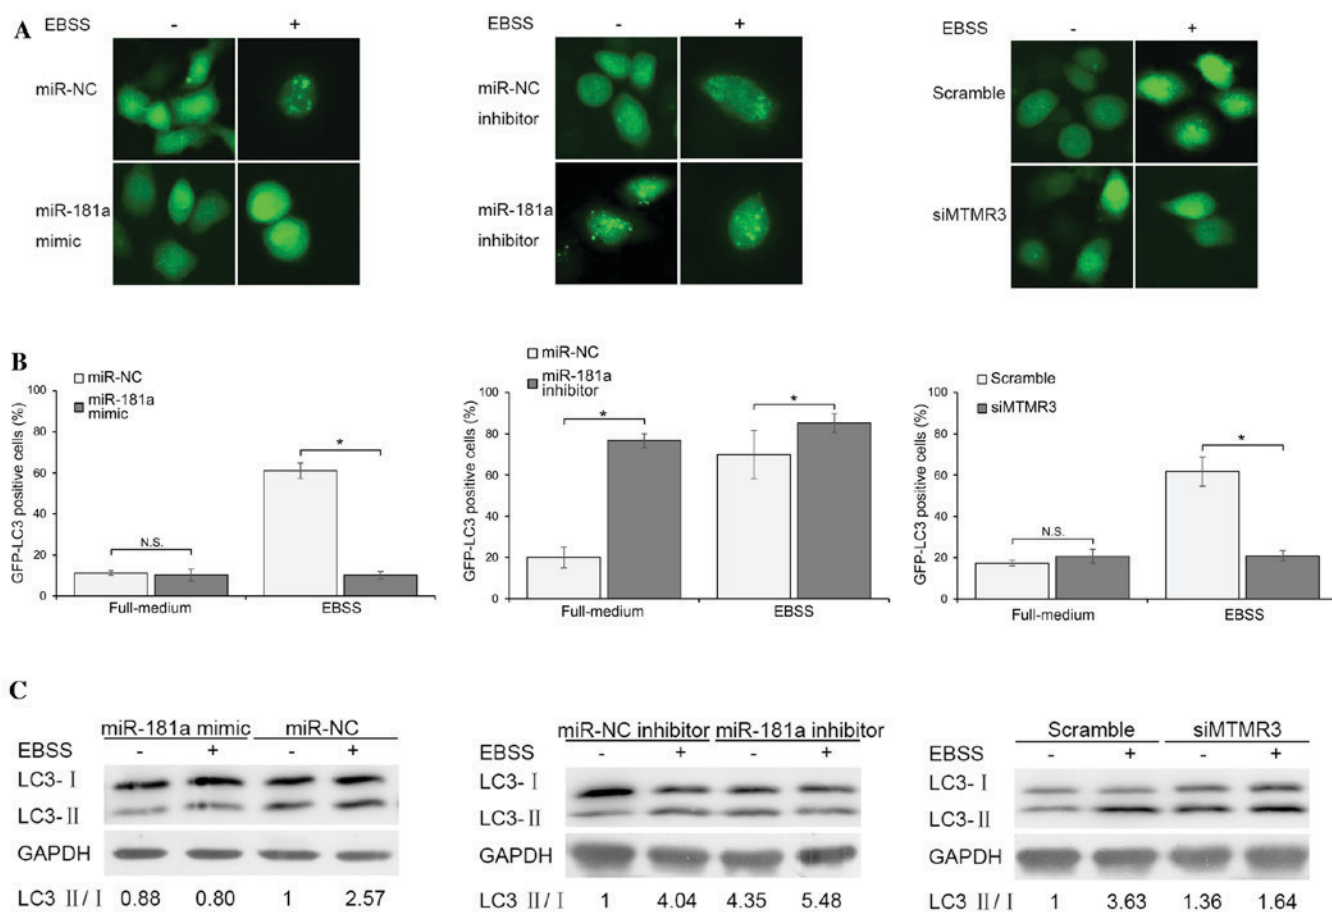 A
EBSS - +
miR-NC
miR-181a
mimic
EBSS - +
miR-NC
inhibitor
miR-181a
inhibitor
EBSS - +
Scramble
siMTMR3
B
miR-NC
miR-181a
mimic
GFP-LC3 positive cells (%)
100
80
60
40
20
0
N.S.
*
Full-medium EBSS
miR-NC
miR-181a
inhibitor
GFP-LC3 positive cells (%)
100
80
60
40
20
0
*
*
Full-medium EBSS
Scramble
siMTMR3
GFP-LC3 positive cells (%)
100
80
60
40
20
0
N.S.
*
Full-medium EBSS
C
miR-181a mimic miR-NC
EBSS - + - +
LC3-Ⅰ
LC3-Ⅱ
GAPDH
LC3 Ⅱ/Ⅰ 0.88 0.80 1 2.57
miR-NC inhibitor miR-181a inhibitor
EBSS - + - +
LC3-Ⅰ
LC3-Ⅱ
GAPDH
LC3 Ⅱ/Ⅰ 1 4.04 4.35 5.48
Scramble siMTMR3
EBSS - + - +
LC3-Ⅰ
LC3-Ⅱ
GAPDH
LC3 Ⅱ/Ⅰ 1 3.63 1.36 1.64